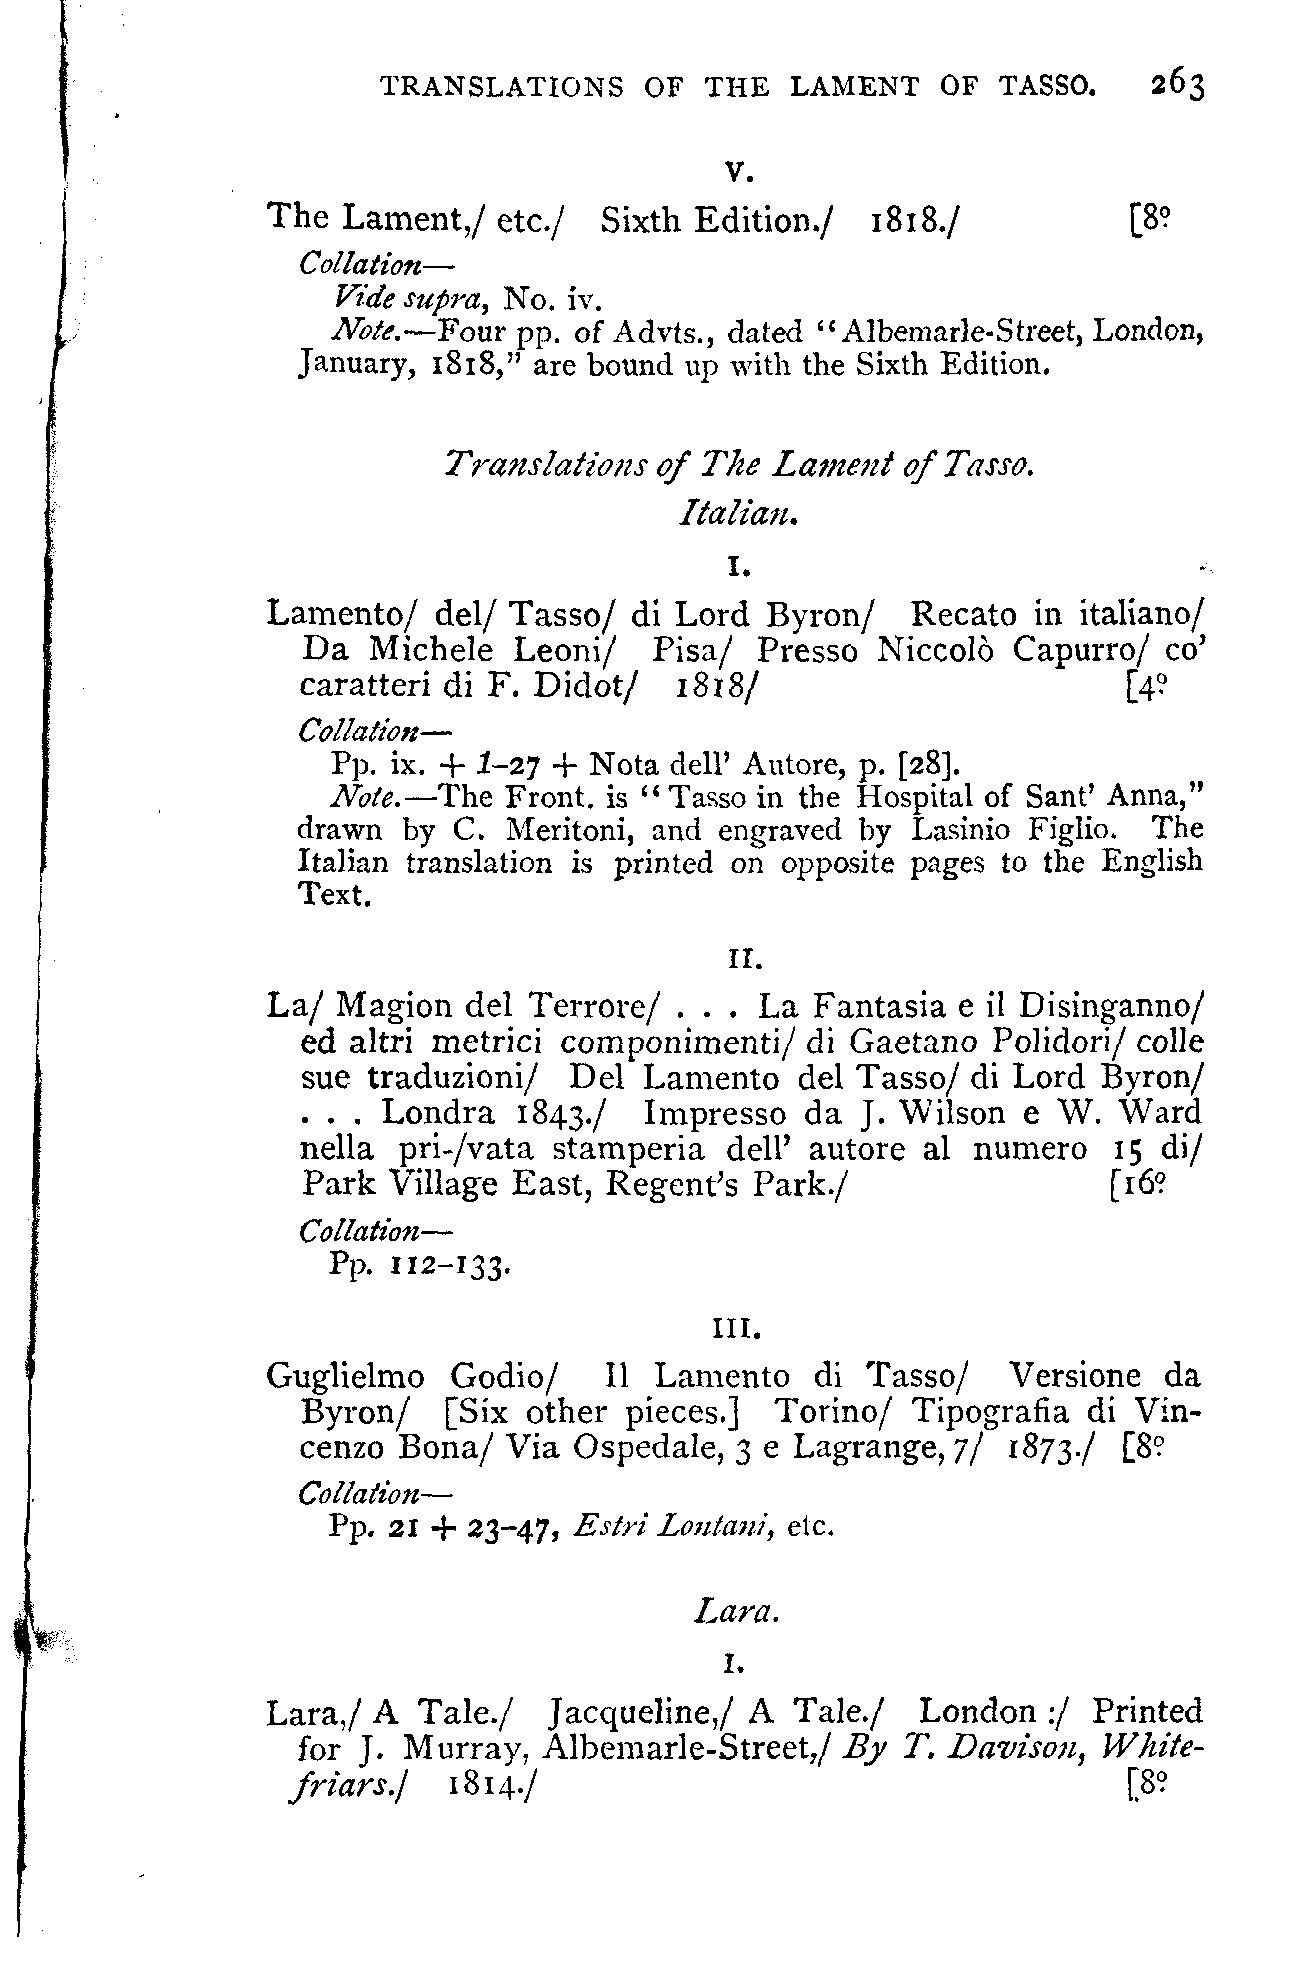 TRANSLATIONS OF THE LAMENT OF TASSO. 263
V.
The Lament,/ etc./ Sixth Edition./ 1818./ [8º
Collation—
Vide supra, No. iv.
Note.—Four pp. of Advts., dated “Albemarle-Street, London,
January, 1818,” are bound up with the Sixth Edition.
Translations of The Lament of Tasso.
Italian.
I.
Lamento/ del/ Tasso/ di Lord Byron/ Recato in italiano/
Da Michele Leoni/ Pisa/ Presso Niccolò Capurro/ co’
caratteri di F. Didot/ 1818/ [4º
Collation—
Pp. ix. + 1–27 + Nota dell’ Autore, p. [28].
Note.—The Front. is “Tasso in the Hospital of Sant’ Anna,”
drawn by C. Meritoni, and engraved by Lasinio Figlio. The
Italian translation is printed on opposite pages to the English
Text.
II.
La/ Magion del Terrore/ . . . La Fantasia e il Disinganno/
ed altri metrici componimenti/ di Gaetano Polidori/ colle
sue traduzioni/ Del Lamento del Tasso/ di Lord Byron/
. . . Londra 1843./ Impresso da J. Wilson e W. Ward
nella pri-/vata stamperia dell’ autore al numero 15 di/
Park Village East, Regent’s Park./ [16º
Collation—
Pp. 112–133.
III.
Guglielmo Godio/ Il Lamento di Tasso/ Versione da
Byron/ [Six other pieces.] Torino/ Tipografia di Vin-
cenzo Bona/ Via Ospedale, 3 e Lagrange, 7/ 1873./ [8º
Collation—
Pp. 21 + 23–47, Estri Lontani, etc.
Lara.
I.
Lara,/ A Tale./ Jacqueline,/ A Tale./ London :/ Printed
for J. Murray, Albemarle-Street,/ By T. Davison, White-
friars./ 1814./ [8º